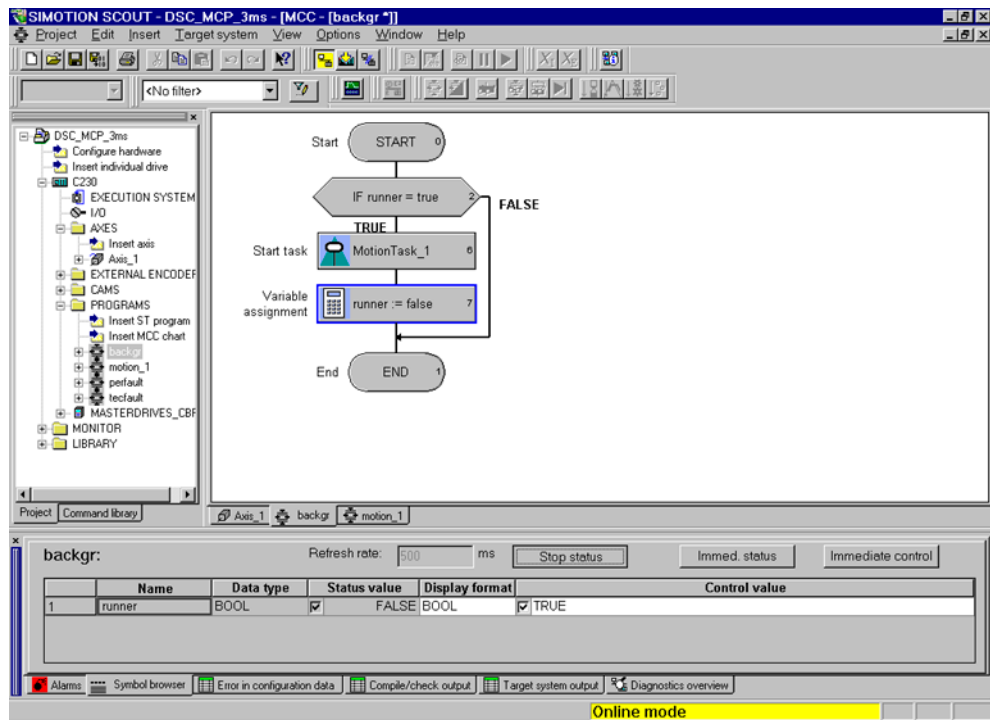 SIMOTION SCOUT - DSC_MCP_3ms - [MCC - [backgr *]]
Project Edit Insert Target system View Options Window Help
<No filter>
DSC_MCP_3ms
Configure hardware
Insert individual drive
C230
EXECUTION SYSTEM
I/O
AXES
Insert axis
Axis_1
EXTERNAL ENCODER
CAMS
PROGRAMS
Insert ST program
Insert MCC chart
backgr
motion_1
perfault
tecfault
MASTERDRIVES_CBP
MONITOR
LIBRARY
Project Command library
Start START 0
IF runner = true 2
FALSE
TRUE
Start task MotionTask_1 6
Variable
assignment runner := false 7
End END 1
Axis_1 backgr motion_1
backgr: Refresh rate: 500 ms Stop status Immed. status Immediate control
Name Data type Status value Display format Control value
1 runner BOOL FALSE BOOL TRUE
Alarms Symbol browser Error in configuration data Compile/check output Target system output Diagnostics overview
Online mode